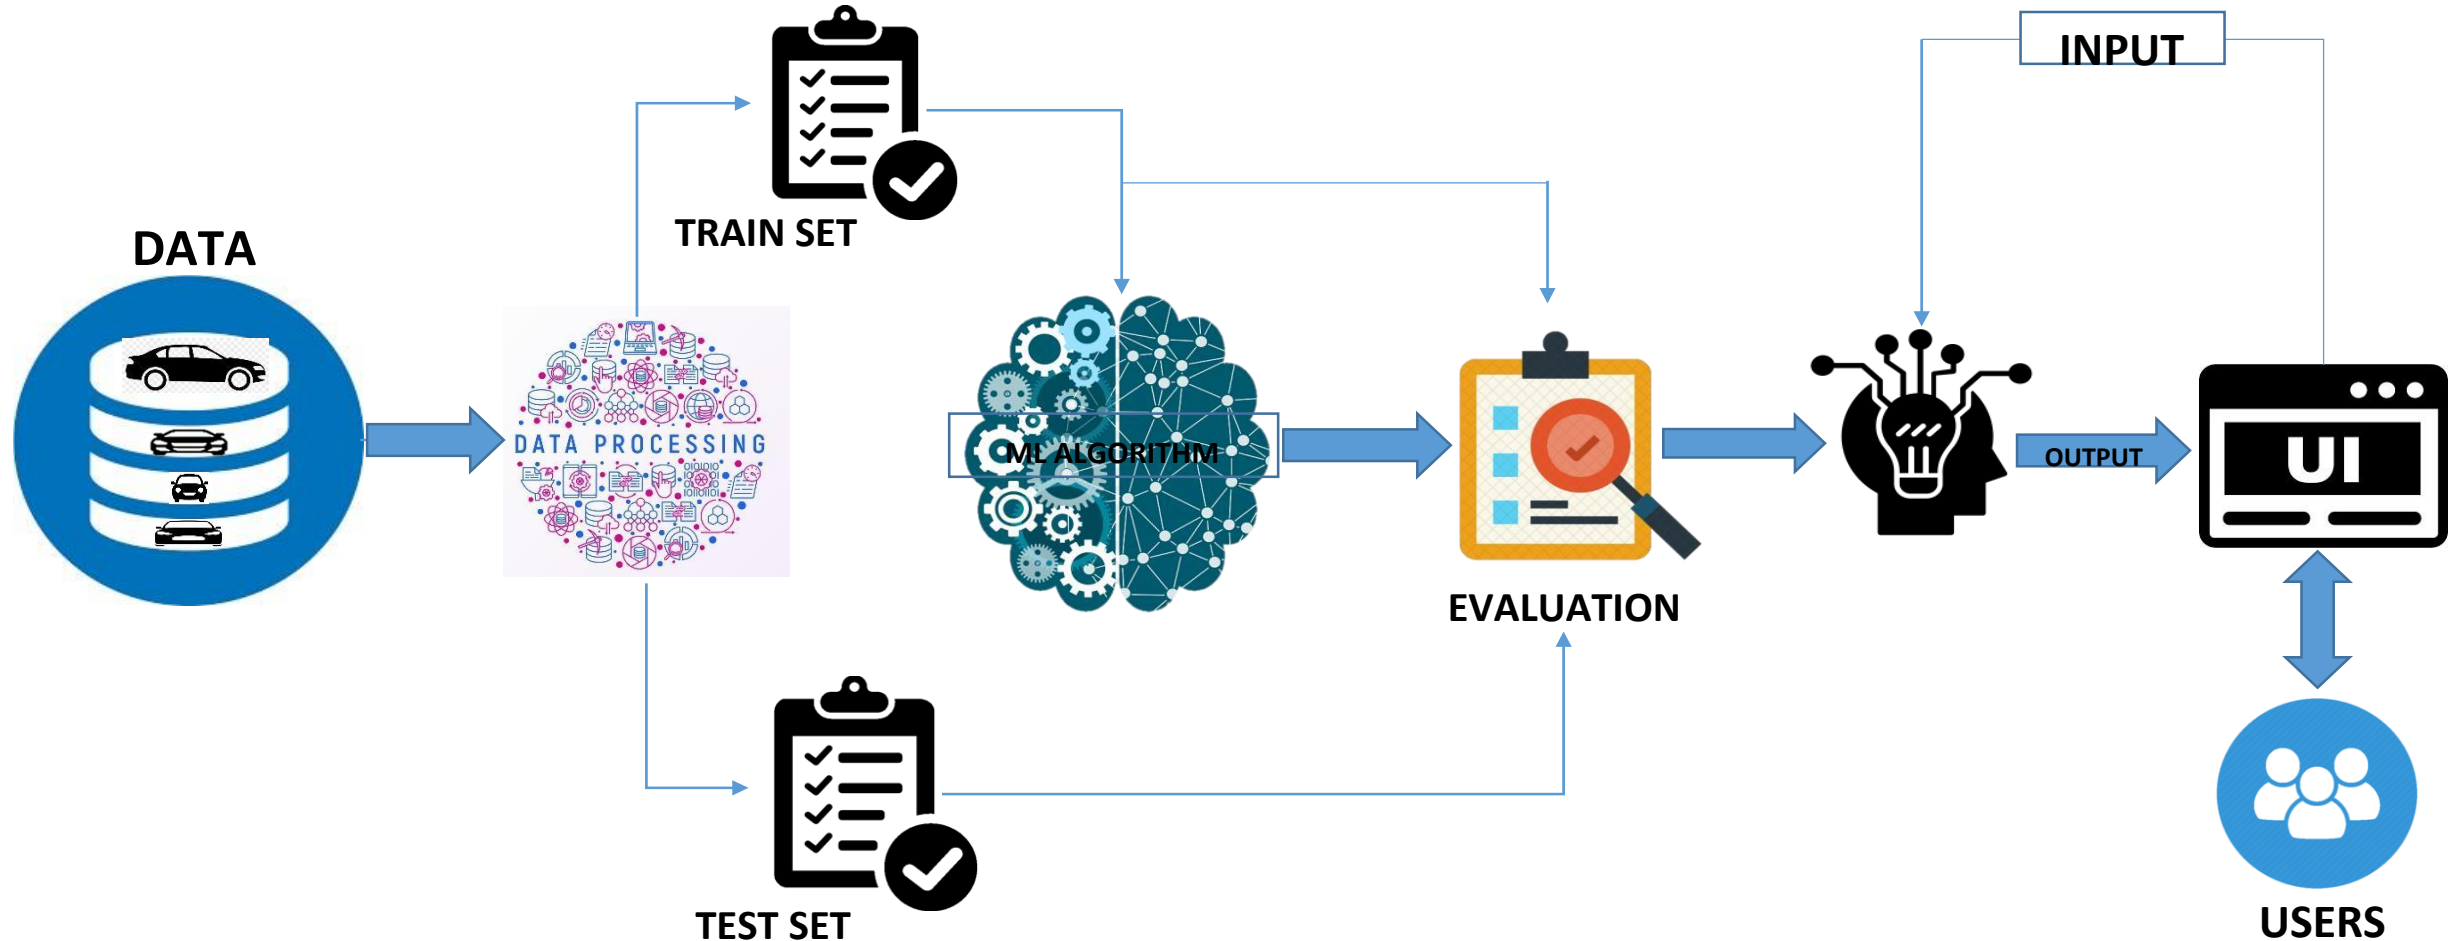 INPUT
TRAIN SET
DATA
DATA PROCESSING
ML ALGORITHM
OUTPUT
UI
EVALUATION
TEST SET
USERS